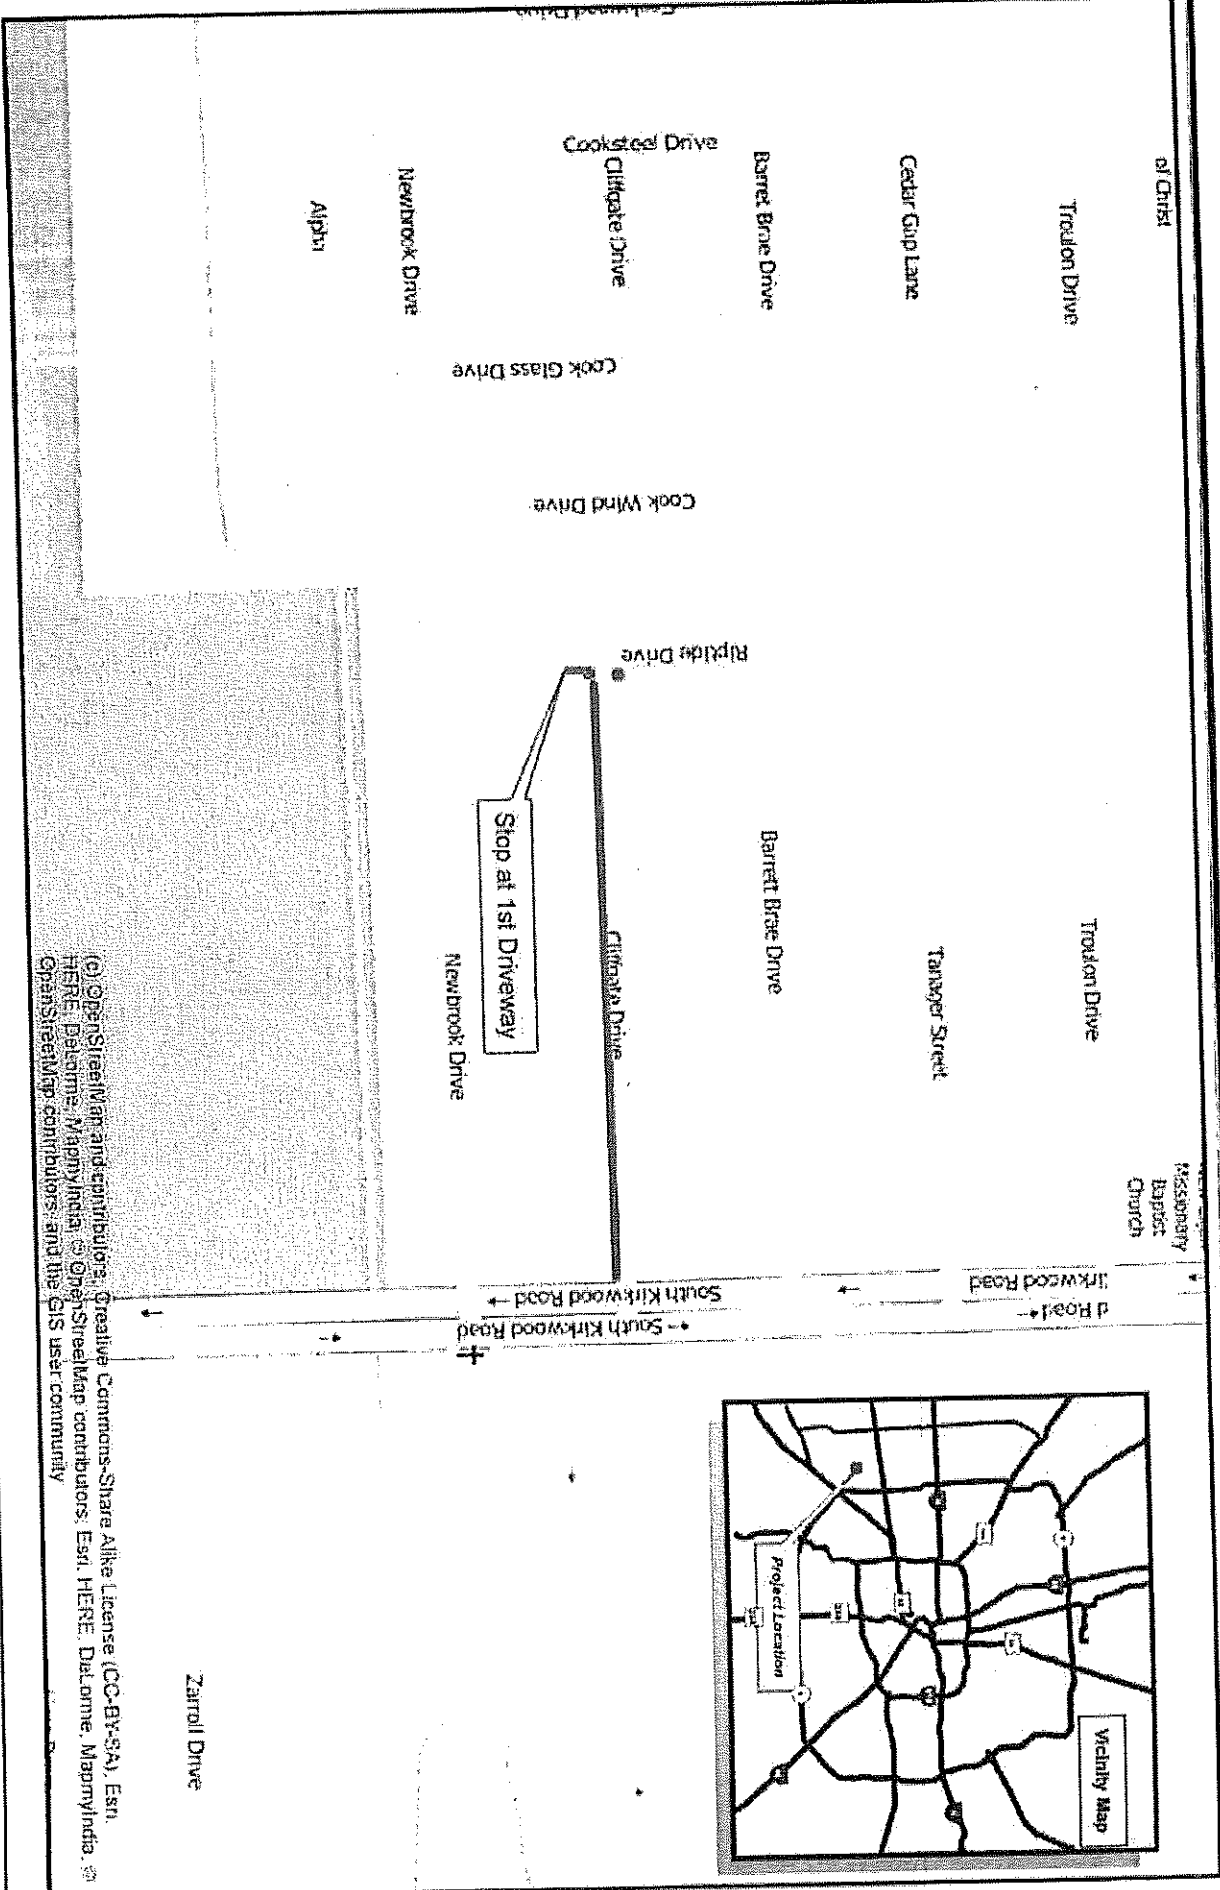 of Christ
Troulon Drive
Cedar Gap Lane
Barret Brae Drive
Cooksteel Drive
Cliffgate Drive
Newbrook Drive
Alpha
Cook Glass Drive
Cook Wind Drive
Riptide Drive
Stop at 1st Driveway
Troulon Drive
Tanager Street
Barrett Brae Drive
Cliffgate Drive
Newbrook Drive
Missionary
Baptist
Church
Kirkwood Road
d Road
South Kirkwood Road
South Kirkwood Road
Vicinity Map
Project Location
Zarroll Drive
(c) OpenStreetMap and contributors, Creative Commons-Share Alike License (CC-BY-SA), Esri,
HERE, DeLorme, MapmyIndia, © OpenStreetMap contributors, Esri, HERE, DeLorme, MapmyIndia, ©
OpenStreetMap contributors, and the GIS user community